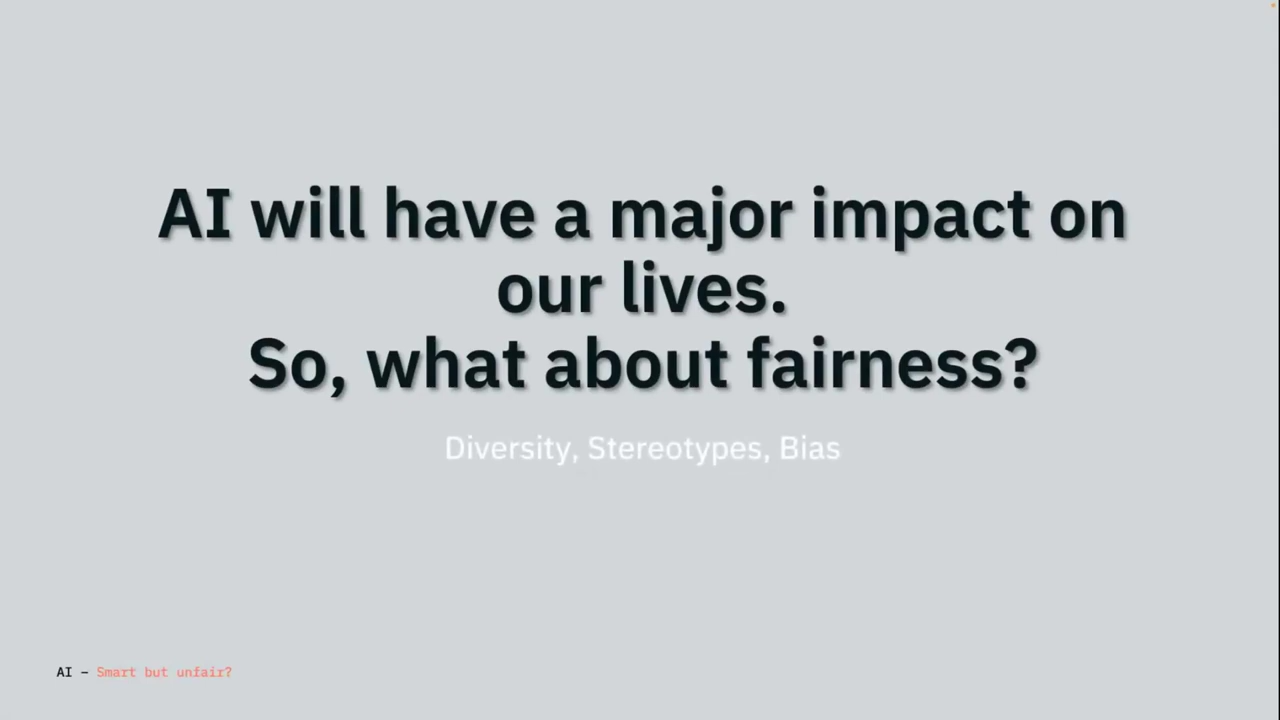 AI will have a major impact on
our lives.
So, what about fairness?
Diversity, Stereotypes, Bias
AI – Smart but unfair?